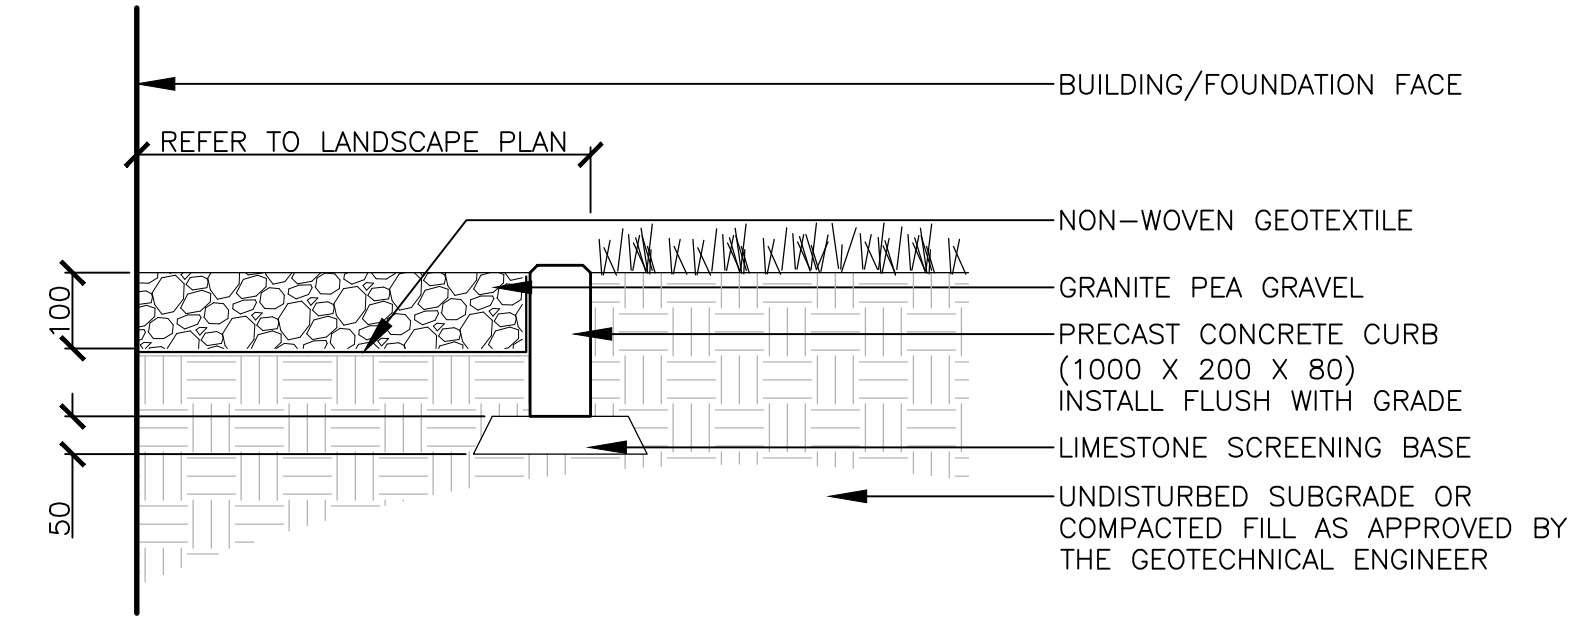 BUILDING/FOUNDATION FACE
REFER TO LANDSCAPE PLAN
NON-WOVEN GEOTEXTILE
GRANITE PEA GRAVEL
100
PRECAST CONCRETE CURB
(1000 X 200 X 80)
INSTALL FLUSH WITH GRADE
LIMESTONE SCREENING BASE
50
UNDISTURBED SUBGRADE OR
COMPACTED FILL AS APPROVED BY
THE GEOTECHNICAL ENGINEER